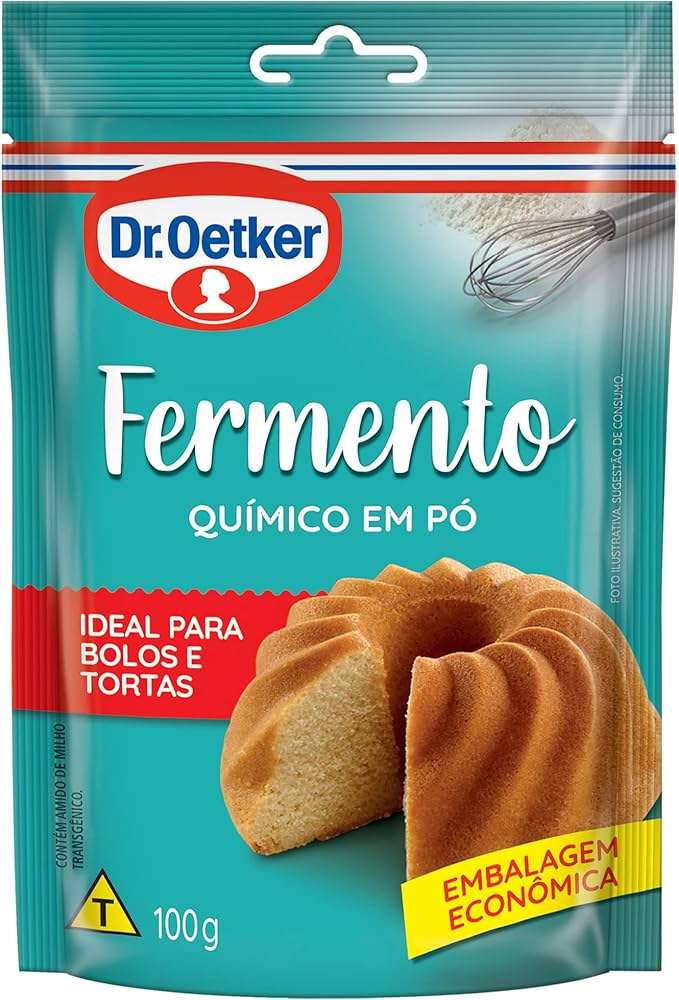 Dr. Oetker
Fermento
QUÍMICO EM PÓ
IDEAL PARA
BOLOS E
TORTAS
FOTO ILUSTRATIVA. SUGESTÃO DE CONSUMO.
CONTÉM AMIDO DE MILHO
TRANSGÊNICO.
T
100g
EMBALAGEM
ECONÔMICA